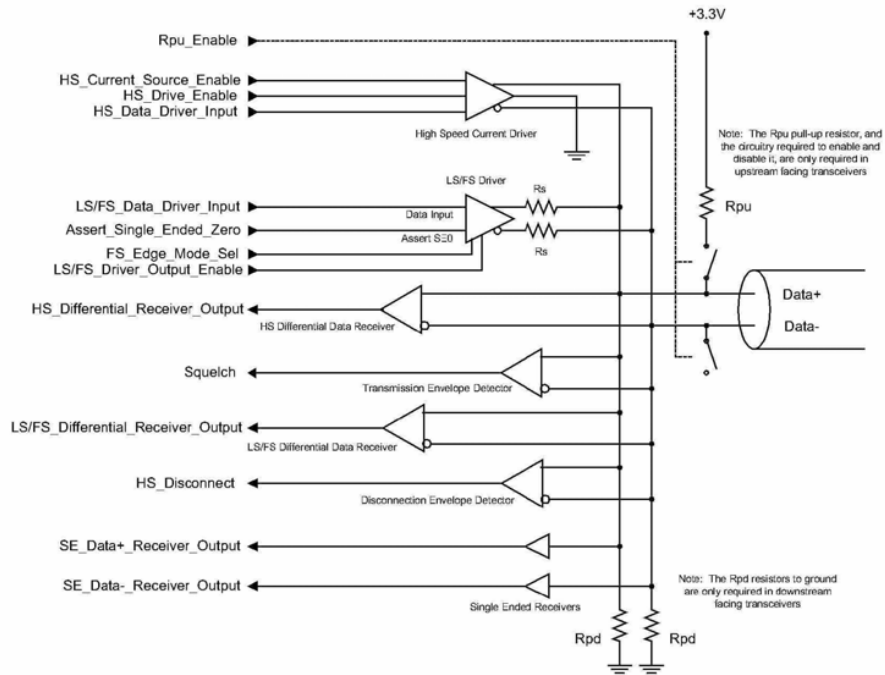 +3.3V
Rpu_Enable
HS_Current_Source_Enable
HS_Drive_Enable
HS_Data_Driver_Input
High Speed Current Driver
Note: The Rpu pull-up resistor, and
the circuitry required to enable and
disable it, are only required in
upstream facing transceivers
LS/FS Driver
Rs
LS/FS_Data_Driver_Input
Data Input
Rpu
Assert_Single_Ended_Zero
Assert SE0
Rs
FS_Edge_Mode_Sel
LS/FS_Driver_Output_Enable
Data+
HS_Differential_Receiver_Output
HS Differential Data Receiver
Data-
Squelch
Transmission Envelope Detector
LS/FS_Differential_Receiver_Output
LS/FS Differential Data Receiver
HS_Disconnect
Disconnection Envelope Detector
SE_Data+_Receiver_Output
SE_Data-_Receiver_Output
Single Ended Receivers
Note: The Rpd resistors to ground
are only required in downstream
facing transceivers
Rpd
Rpd